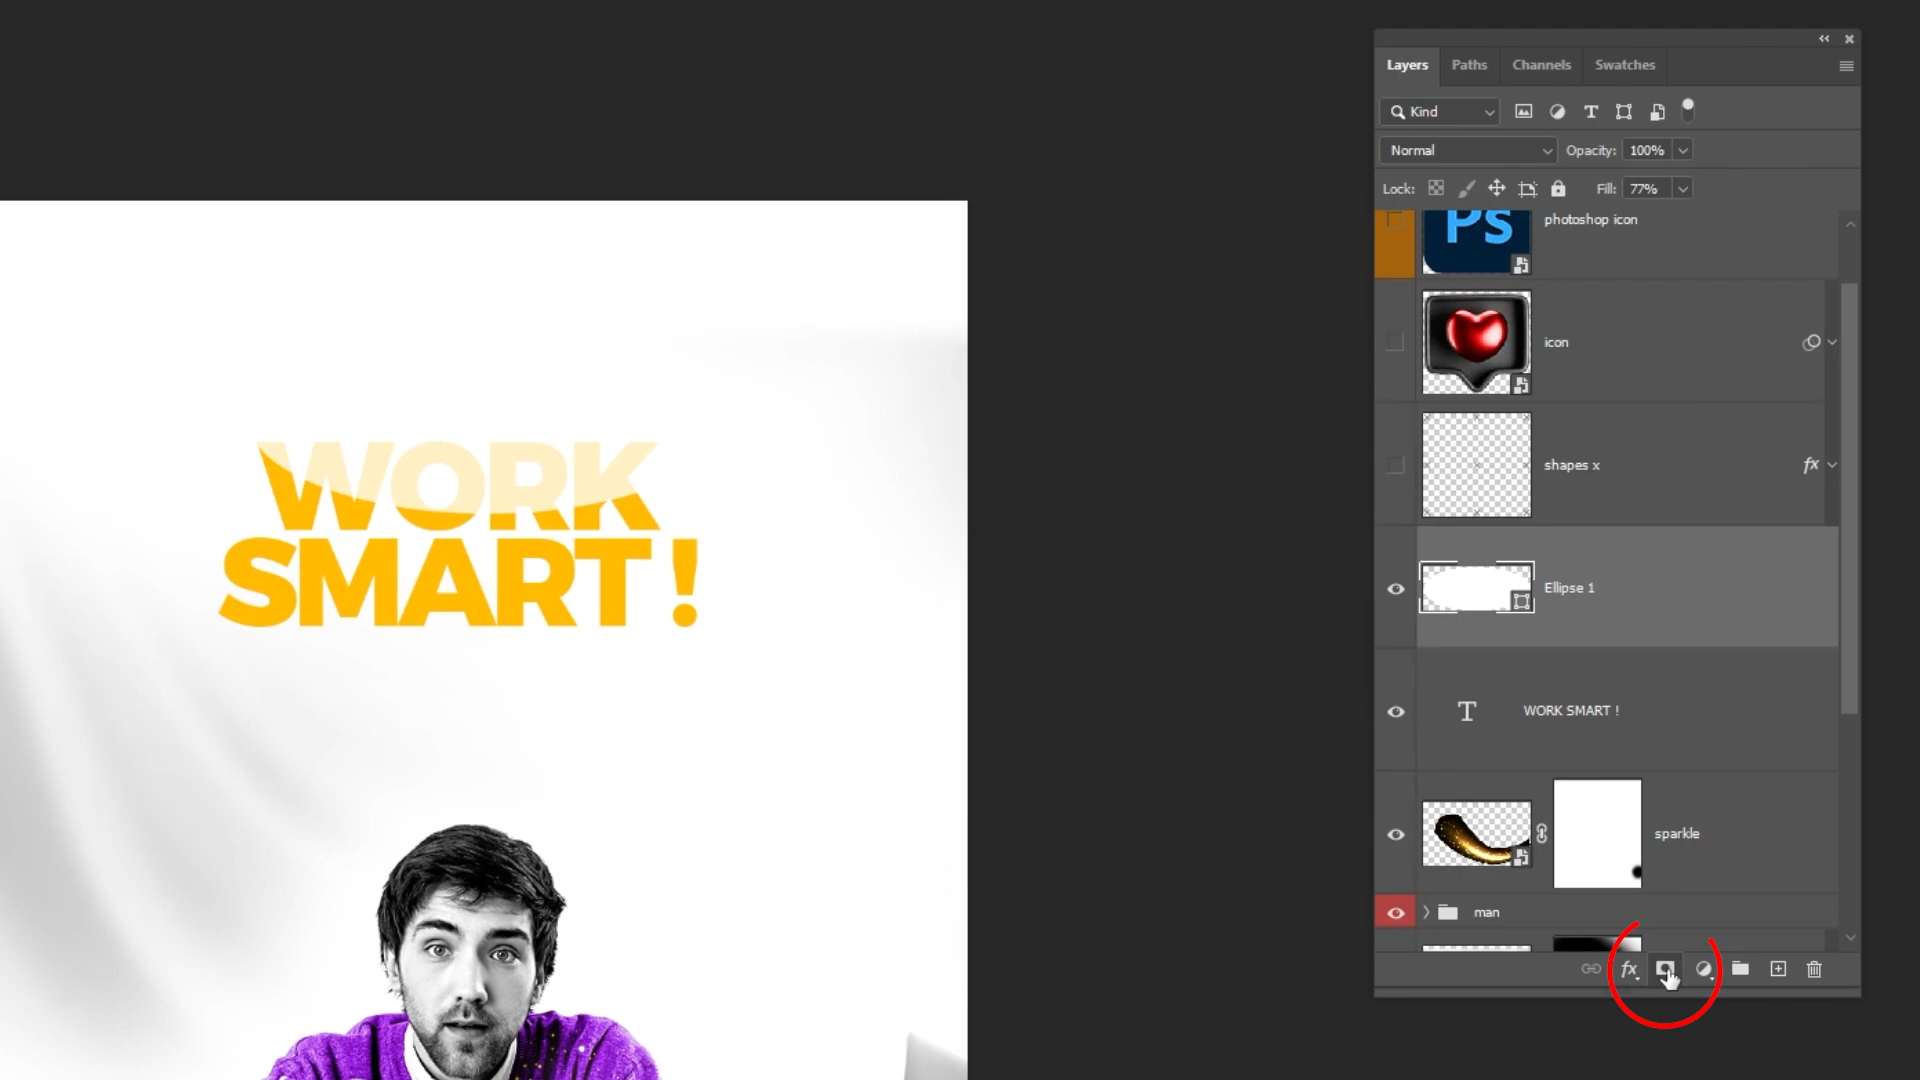 Layers Paths Channels Swatches
Kind
Normal Opacity: 100%
Lock: Fill: 77%
Ps photoshop icon
icon
shapes x fx
Ellipse 1
T WORK SMART !
sparkle
man
fx
WORK
SMART !